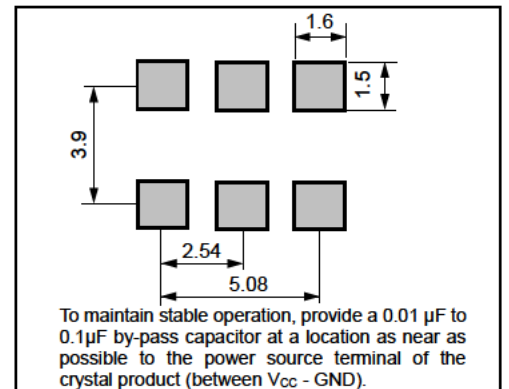 1.6
1.5
3.9
2.54
5.08
To maintain stable operation, provide a 0.01 µF to
0.1µF by-pass capacitor at a location as near as
possible to the power source terminal of the
crystal product (between VCC - GND).